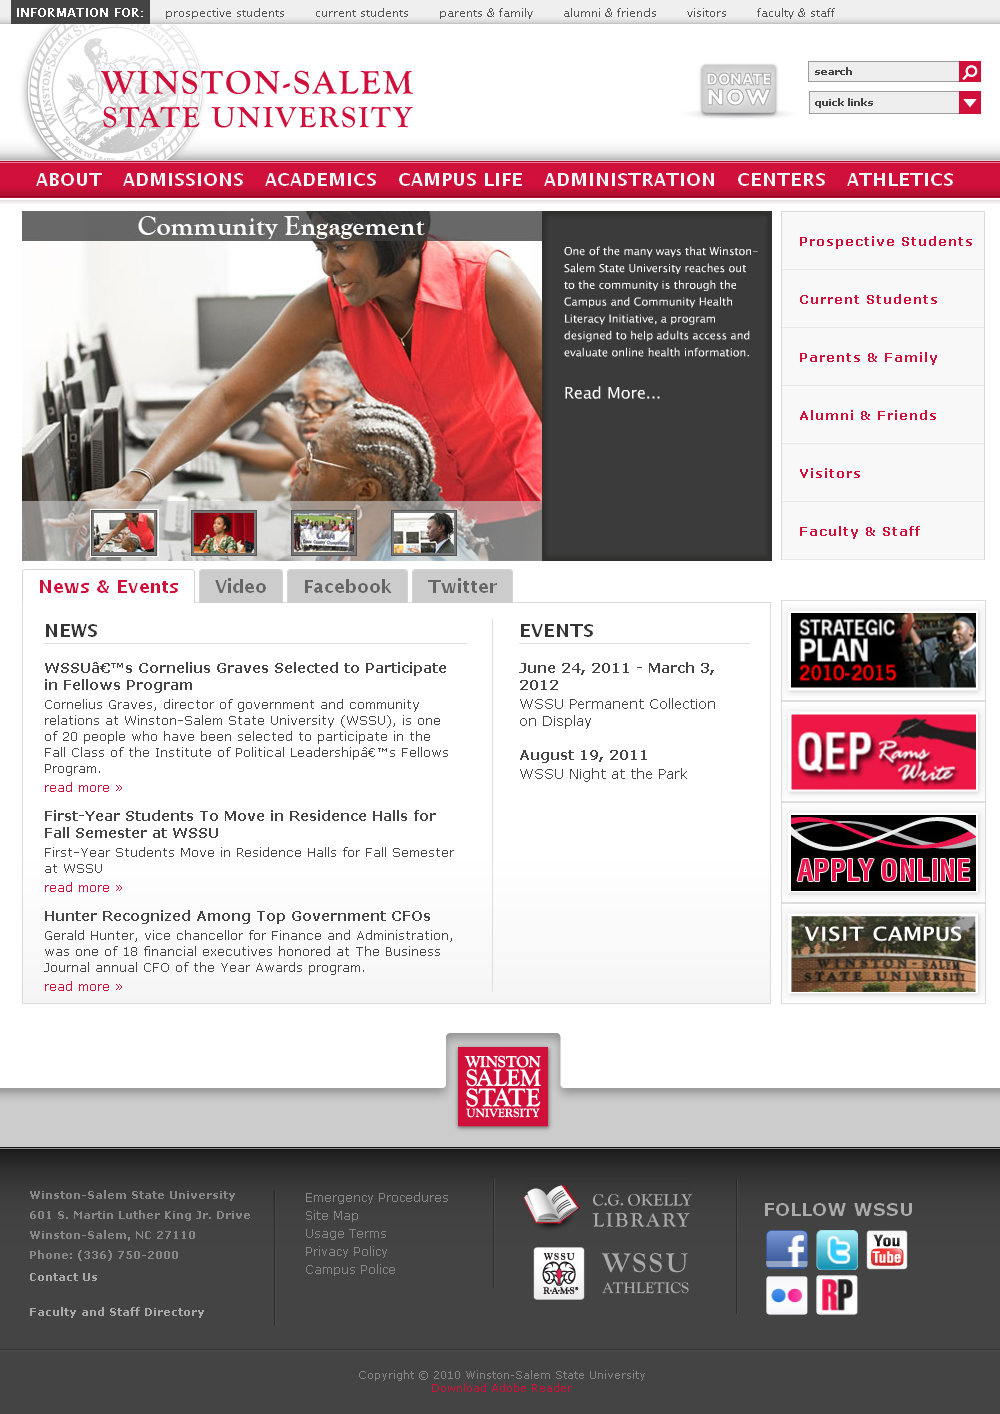 INFORMATION FOR: prospective students current students parents & family alumni & friends visitors faculty & staff
WINSTON-SALEM
STATE UNIVERSITY
DONATE
NOW
search
quick links
ABOUT ADMISSIONS ACADEMICS CAMPUS LIFE ADMINISTRATION CENTERS ATHLETICS
Community Engagement
One of the many ways that Winston-
Salem State University reaches out
to the community is through the
Campus and Community Health
Literacy Initiative, a program
designed to help adults access and
evaluate online health information.
Read More...
Prospective Students
Current Students
Parents & Family
Alumni & Friends
Visitors
Faculty & Staff
News & Events Video Facebook Twitter
NEWS
WSSUâ€™s Cornelius Graves Selected to Participate
in Fellows Program
Cornelius Graves, director of government and community
relations at Winston-Salem State University (WSSU), is one
of 20 people who have been selected to participate in the
Fall Class of the Institute of Political Leadershipâ€™s Fellows
Program.
read more »
First-Year Students To Move in Residence Halls for
Fall Semester at WSSU
First-Year Students Move in Residence Halls for Fall Semester
at WSSU
read more »
Hunter Recognized Among Top Government CFOs
Gerald Hunter, vice chancellor for Finance and Administration,
was one of 18 financial executives honored at The Business
Journal annual CFO of the Year Awards program.
read more »
EVENTS
June 24, 2011 - March 3,
2012
WSSU Permanent Collection
on Display
August 19, 2011
WSSU Night at the Park
STRATEGIC
PLAN
2010-2015
QEP Rams
Write
APPLY ONLINE
VISIT CAMPUS
WINSTON-SALEM
STATE UNIVERSITY
WINSTON
SALEM
STATE
UNIVERSITY
Winston-Salem State University
601 S. Martin Luther King Jr. Drive
Winston-Salem, NC 27110
Phone: (336) 750-2000
Contact Us
Faculty and Staff Directory
Emergency Procedures
Site Map
Usage Terms
Privacy Policy
Campus Police
C.G. OKELLY
LIBRARY
WSSU
RAMS
WSSU
ATHLETICS
FOLLOW WSSU
f t You
Tube
RP
Copyright © 2010 Winston-Salem State University
Download Adobe Reader